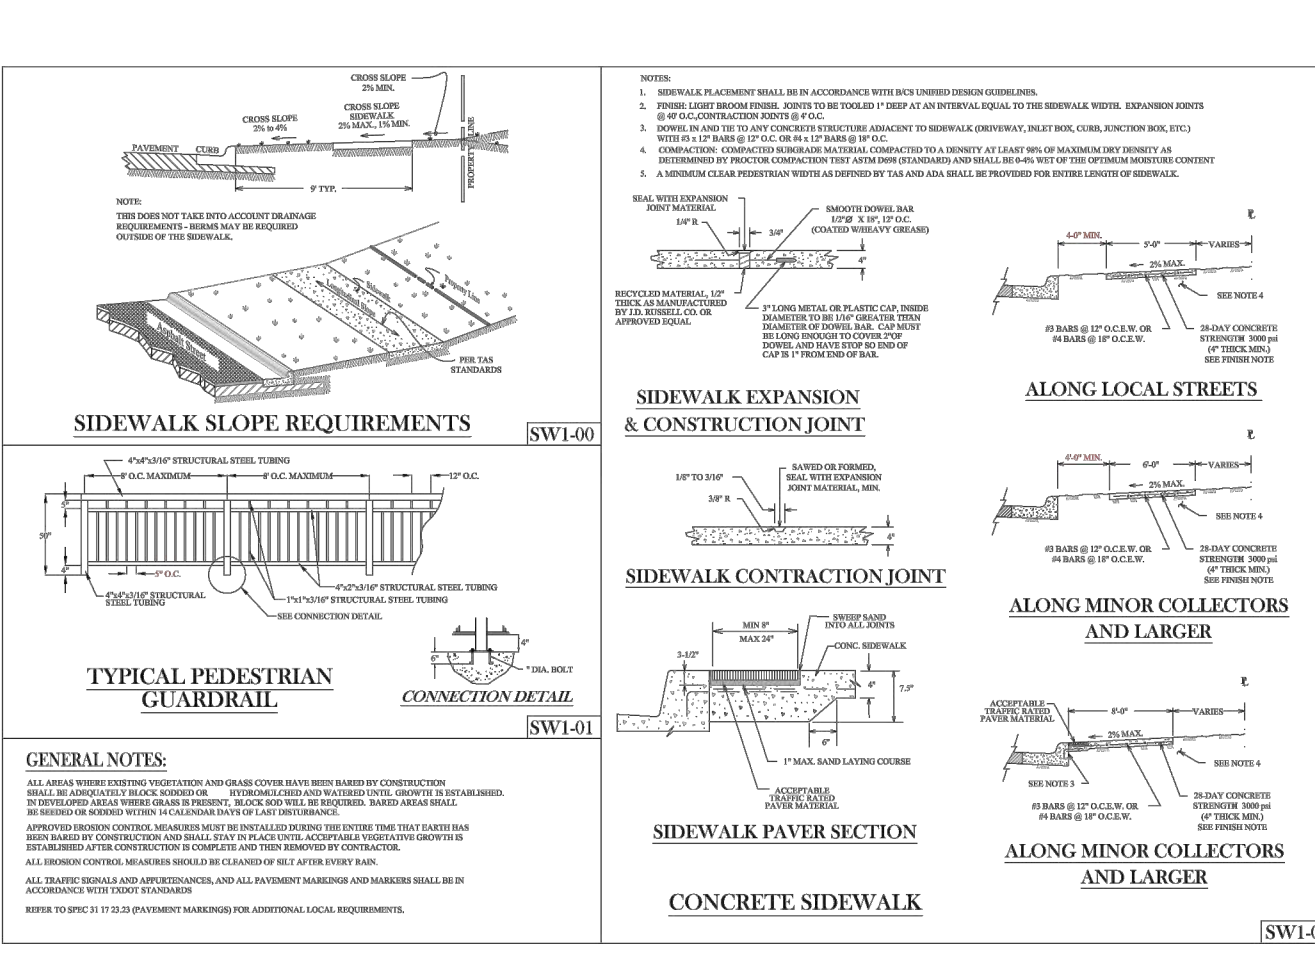 CROSS SLOPE
2% MIN.
CROSS SLOPE
SIDEWALK
2% MAX., 1% MIN.
CROSS SLOPE
2% to 4%
PAVEMENT
CURB
PROPERTY LINE
9' TYP.
NOTE:
THIS DOES NOT TAKE INTO ACCOUNT DRAINAGE
REQUIREMENTS - BERMS MAY BE REQUIRED
OUTSIDE OF THE SIDEWALK.
Asphalt Street
Longitudinal Slope
Sidewalk
Property Line
PER TAS
STANDARDS
SIDEWALK SLOPE REQUIREMENTS
SW1-00
4"x4"x3/16" STRUCTURAL STEEL TUBING
8' O.C. MAXIMUM
8' O.C. MAXIMUM
12" O.C.
5"
50"
4"
5" O.C.
4"x4"x3/16" STRUCTURAL
STEEL TUBING
4"x2"x3/16" STRUCTURAL STEEL TUBING
1"x1"x3/16" STRUCTURAL STEEL TUBING
SEE CONNECTION DETAIL
4"
6"
" DIA. BOLT
CONNECTION DETAIL
TYPICAL PEDESTRIAN
GUARDRAIL
SW1-01
GENERAL NOTES:
ALL AREAS WHERE EXISTING VEGETATION AND GRASS COVER HAVE BEEN BARED BY CONSTRUCTION
SHALL BE ADEQUATELY BLOCK SODDED OR HYDROMULCHED AND WATERED UNTIL GROWTH IS ESTABLISHED.
IN DEVELOPED AREAS WHERE GRASS IS PRESENT, BLOCK SOD WILL BE REQUIRED. BARED AREAS SHALL
BE SEEDED OR SODDED WITHIN 14 CALENDAR DAYS OF LAST DISTURBANCE.
APPROVED EROSION CONTROL MEASURES MUST BE INSTALLED DURING THE ENTIRE TIME THAT EARTH HAS
BEEN BARED BY CONSTRUCTION AND SHALL STAY IN PLACE UNTIL ACCEPTABLE VEGETATIVE GROWTH IS
ESTABLISHED AFTER CONSTRUCTION IS COMPLETE AND THEN REMOVED BY CONTRACTOR.
ALL EROSION CONTROL MEASURES SHOULD BE CLEANED OF SILT AFTER EVERY RAIN.
ALL TRAFFIC SIGNALS AND APPURTENANCES, AND ALL PAVEMENT MARKINGS AND MARKERS SHALL BE IN
ACCORDANCE WITH TXDOT STANDARDS
REFER TO SPEC 31 17 23.23 (PAVEMENT MARKINGS) FOR ADDITIONAL LOCAL REQUIREMENTS.
NOTES:
1. SIDEWALK PLACEMENT SHALL BE IN ACCORDANCE WITH B/CS UNIFIED DESIGN GUIDELINES.
2. FINISH: LIGHT BROOM FINISH. JOINTS TO BE TOOLED 1" DEEP AT AN INTERVAL EQUAL TO THE SIDEWALK WIDTH. EXPANSION JOINTS
@ 40' O.C.,CONTRACTION JOINTS @ 4' O.C.
3. DOWEL IN AND TIE TO ANY CONCRETE STRUCTURE ADJACENT TO SIDEWALK (DRIVEWAY, INLET BOX, CURB, JUNCTION BOX, ETC.)
WITH #3 x 12" BARS @ 12" O.C. OR #4 x 12" BARS @ 18" O.C.
4. COMPACTION: COMPACTED SUBGRADE MATERIAL COMPACTED TO A DENSITY AT LEAST 98% OF MAXIMUM DRY DENSITY AS
DETERMINED BY PROCTOR COMPACTION TEST ASTM D698 (STANDARD) AND SHALL BE 0-4% WET OF THE OPTIMUM MOISTURE CONTENT
5. A MINIMUM CLEAR PEDESTRIAN WIDTH AS DEFINED BY TAS AND ADA SHALL BE PROVIDED FOR ENTIRE LENGTH OF SIDEWALK.
SEAL WITH EXPANSION
JOINT MATERIAL
1/4" R
3/4"
SMOOTH DOWEL BAR
1/2"Ø X 18", 12" O.C.
(COATED W/HEAVY GREASE)
4"
RECYCLED MATERIAL, 1/2"
THICK AS MANUFACTURED
BY J.D. RUSSELL CO. OR
APPROVED EQUAL
3" LONG METAL OR PLASTIC CAP, INSIDE
DIAMETER TO BE 1/16" GREATER THAN
DIAMETER OF DOWEL BAR. CAP MUST
BE LONG ENOUGH TO COVER 2"OF
DOWEL AND HAVE STOP SO END OF
CAP IS 1" FROM END OF BAR.
SIDEWALK EXPANSION
& CONSTRUCTION JOINT
1/8" TO 3/16"
3/8" R
SAWED OR FORMED,
SEAL WITH EXPANSION
JOINT MATERIAL, MIN.
4"
SIDEWALK CONTRACTION JOINT
MIN 8"
MAX 24"
SWEEP SAND
INTO ALL JOINTS
CONC. SIDEWALK
3-1/2"
4"
7.5"
6"
1" MAX. SAND LAYING COURSE
ACCEPTABLE
TRAFFIC RATED
PAVER MATERIAL
SIDEWALK PAVER SECTION
CONCRETE SIDEWALK
4-0" MIN.
5'-0"
VARIES
2% MAX.
SEE NOTE 4
#3 BARS @ 12" O.C.E.W. OR
#4 BARS @ 18" O.C.E.W.
28-DAY CONCRETE
STRENGTH 3000 psi
(4" THICK MIN.)
SEE FINISH NOTE
ALONG LOCAL STREETS
4'-0" MIN.
6'-0"
VARIES
2% MAX.
SEE NOTE 4
#3 BARS @ 12" O.C.E.W. OR
#4 BARS @ 18" O.C.E.W.
28-DAY CONCRETE
STRENGTH 3000 psi
(4" THICK MIN.)
SEE FINISH NOTE
ALONG MINOR COLLECTORS
AND LARGER
ACCEPTABLE
TRAFFIC RATED
PAVER MATERIAL
8'-0"
VARIES
2% MAX.
SEE NOTE 3
SEE NOTE 4
#3 BARS @ 12" O.C.E.W. OR
#4 BARS @ 18" O.C.E.W.
28-DAY CONCRETE
STRENGTH 3000 psi
(4" THICK MIN.)
SEE FINISH NOTE
ALONG MINOR COLLECTORS
AND LARGER